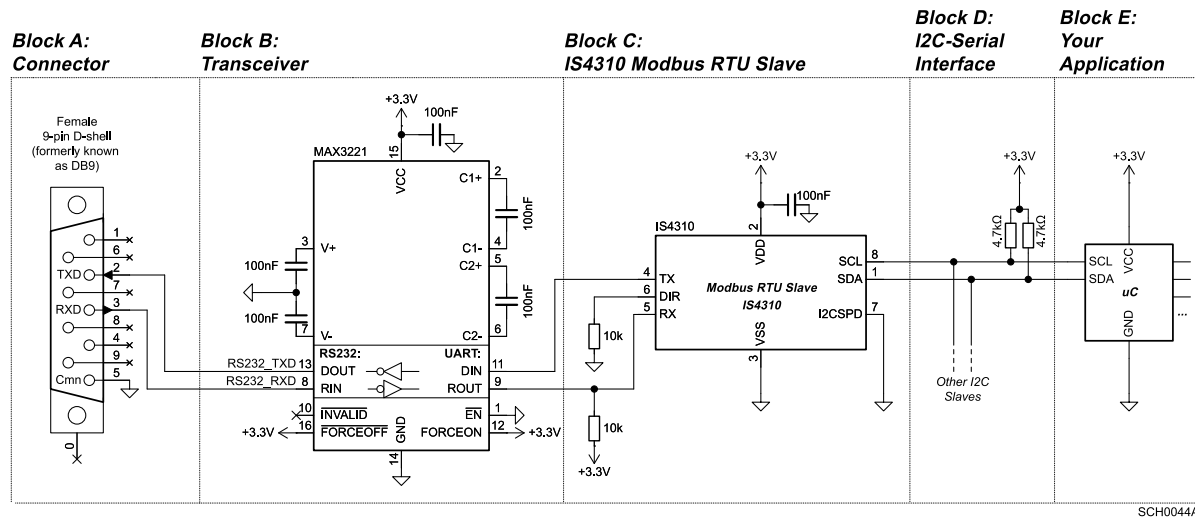 Block A:
Connector
Block B:
Transceiver
Block C:
IS4310 Modbus RTU Slave
Block D:
I2C-Serial
Interface
Block E:
Your
Application
Female
9-pin D-shell
(formerly known
as DB9)
1
6
TXD
2
7
RXD
3
8
4
9
Cmn
5
0
+3.3V
100nF
MAX3221
15
VCC
C1+
2
100nF
C1-
4
C2+
5
100nF
C2-
6
3
V+
100nF
100nF
7
V-
RS232:
UART:
RS232_TXD
13
DOUT
DIN
11
RS232_RXD
8
RIN
ROUT
9
10
INVALID
EN
1
+3.3V
16
FORCEOFF
GND
FORCEON
12
+3.3V
14
10k
10k
+3.3V
+3.3V
100nF
IS4310
2
VDD
4
TX
6
DIR
5
RX
Modbus RTU Slave
IS4310
SCL
8
SDA
1
I2CSPD
7
VSS
3
+3.3V
4.7kΩ
4.7kΩ
Other I2C
Slaves
+3.3V
VCC
SCL
SDA
uC
GND
...
SCH0044A